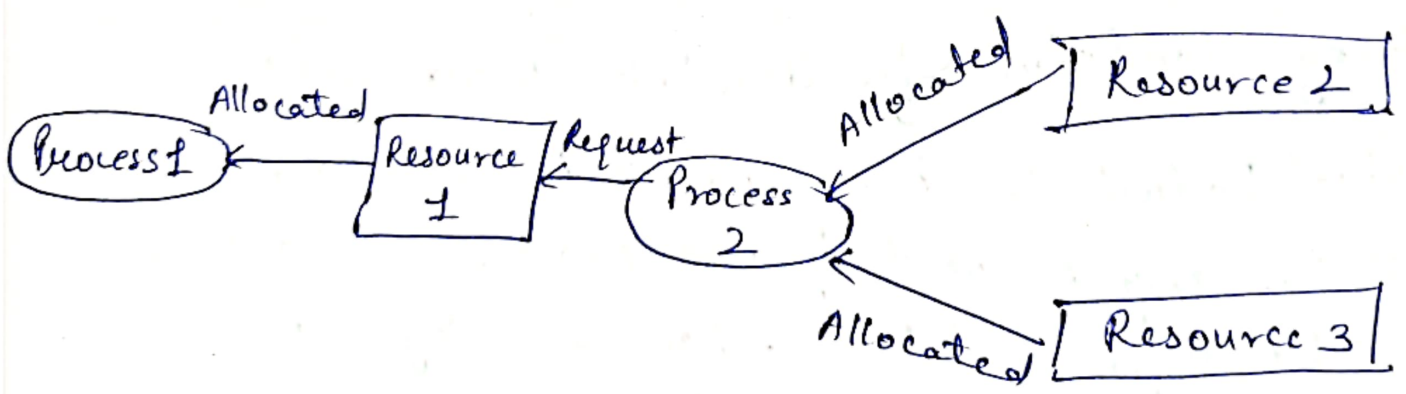 Allocated
Process 1
Resource
1
Request
Process
2
Allocated
Resource 2
Allocated
Resource 3